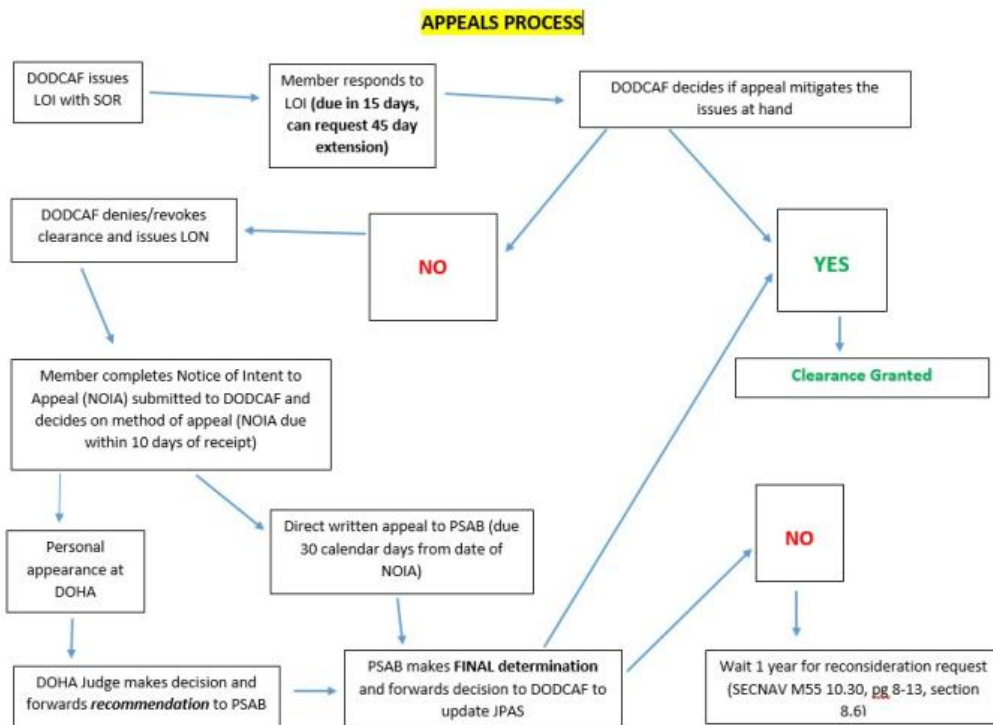 APPEALS PROCESS
DODCAF issues
LOI with SOR
Member responds to
LOI (due in 15 days,
can request 45 day
extension)
DODCAF decides if appeal mitigates the
issues at hand
DODCAF denies/revokes
clearance and issues LON
NO
YES
Clearance Granted
Member completes Notice of Intent to
Appeal (NOIA) submitted to DODCAF and
decides on method of appeal (NOIA due
within 10 days of receipt)
Direct written appeal to PSAB (due
30 calendar days from date of
NOIA)
NO
Personal
appearance at
DOHA
DOHA Judge makes decision and
forwards recommendation to PSAB
PSAB makes FINAL determination
and forwards decision to DODCAF to
update JPAS
Wait 1 year for reconsideration request
(SECNAV M55 10.30, pg 8-13, section
8.6)